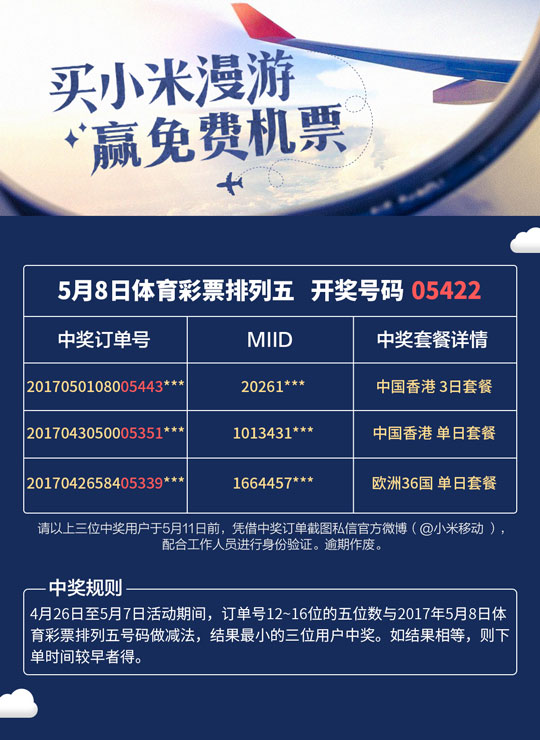 买小米漫游
赢免费机票
5月8日体育彩票排列五 开奖号码 05422
中奖订单号 MIID 中奖套餐详情
2017050108005443*** 20261*** 中国香港 3日套餐
2017043050005351*** 1013431*** 中国香港 单日套餐
2017042658405339*** 1664457*** 欧洲36国 单日套餐
请以上三位中奖用户于5月11日前，凭借中奖订单截图私信官方微博（@小米移动 ），
配合工作人员进行身份验证。逾期作废。
中奖规则
4月26日至5月7日活动期间，订单号12~16位的五位数与2017年5月8日体
育彩票排列五号码做减法，结果最小的三位用户中奖。如结果相等，则下
单时间较早者得。